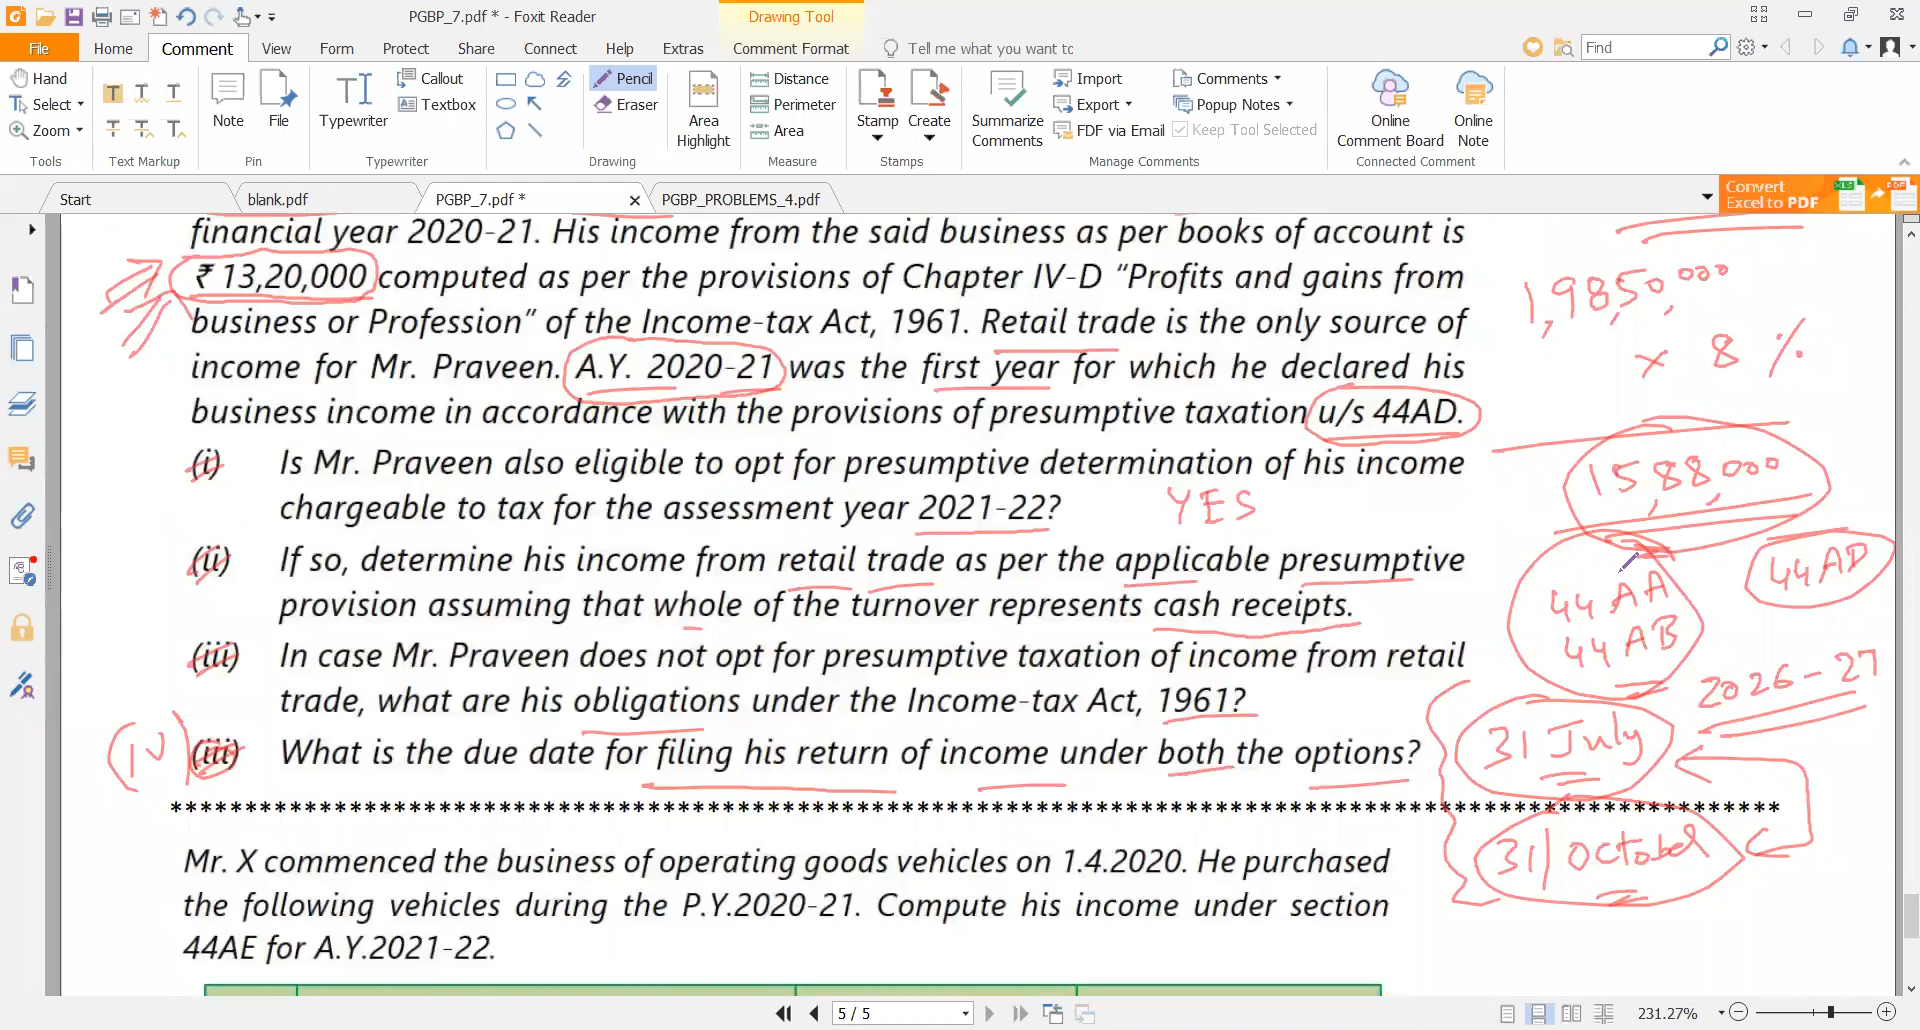 PGBP_7.pdf * - Foxit Reader
Drawing Tool
File Home Comment View Form Protect Share Connect Help Extras Comment Format Tell me what you want to Find
Hand
Select
Zoom
Tools
Text Markup
Note
File
Pin
Typewriter
Callout
Textbox
Typewriter
Pencil
Eraser
Drawing
Area Highlight
Distance
Perimeter
Area
Measure
Stamp
Create
Stamps
Summarize Comments
Import
Export
FDF via Email
Comments
Popup Notes
Keep Tool Selected
Manage Comments
Online Comment Board
Online Note
Connected Comment
Start blank.pdf PGBP_7.pdf * PGBP_PROBLEMS_4.pdf
Convert
Excel to PDF
financial year 2020-21. His income from the said business as per books of account is
₹ 13,20,000 computed as per the provisions of Chapter IV-D “Profits and gains from
business or Profession” of the Income-tax Act, 1961. Retail trade is the only source of
income for Mr. Praveen. A.Y. 2020-21 was the first year for which he declared his
business income in accordance with the provisions of presumptive taxation u/s 44AD.
(i) Is Mr. Praveen also eligible to opt for presumptive determination of his income
chargeable to tax for the assessment year 2021-22? YES
(ii) If so, determine his income from retail trade as per the applicable presumptive
provision assuming that whole of the turnover represents cash receipts.
(iii) In case Mr. Praveen does not opt for presumptive taxation of income from retail
trade, what are his obligations under the Income-tax Act, 1961?
(iv) (iii) What is the due date for filing his return of income under both the options?
1,98,50,000
x 8 %
15,88,000
44AD
44 AA
44 AB
2026-27
31 July
31 October
********************************************************************************
Mr. X commenced the business of operating goods vehicles on 1.4.2020. He purchased
the following vehicles during the P.Y.2020-21. Compute his income under section
44AE for A.Y.2021-22.
5 / 5
231.27%